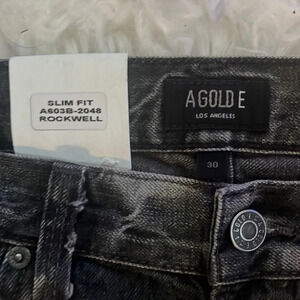 SLIM FIT
A603B-2048
ROCKWELL
AGOLDE
LOS ANGELES
30